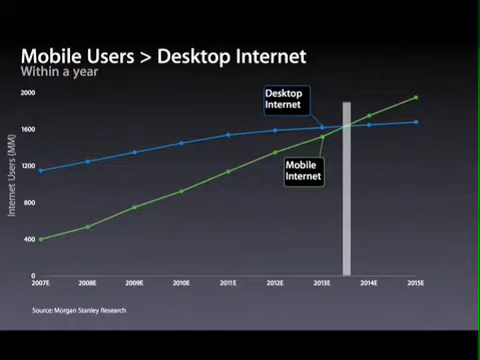 Mobile Users > Desktop Internet
Within a year
2000
1600
1200
800
400
0
Internet Users (MM)
Desktop
Internet
Mobile
Internet
2007E 2008E 2009E 2010E 2011E 2012E 2013E 2014E 2015E
Source: Morgan Stanley Research